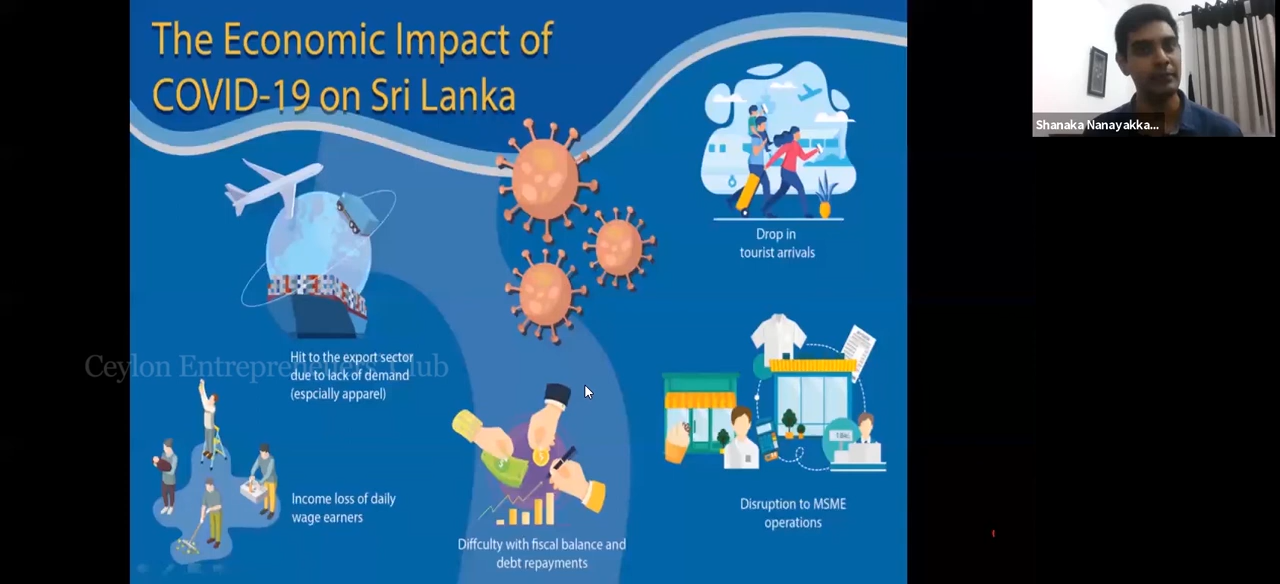 The Economic Impact of
COVID-19 on Sri Lanka
Shanaka Nanayakka...
Drop in
tourist arrivals
Hit to the export sector
due to lack of demand
(espcially apparel)
Ceylon Entrepreneurs Club
Income loss of daily
wage earners
Diffculty with fiscal balance and
debt repayments
Disruption to MSME
operations